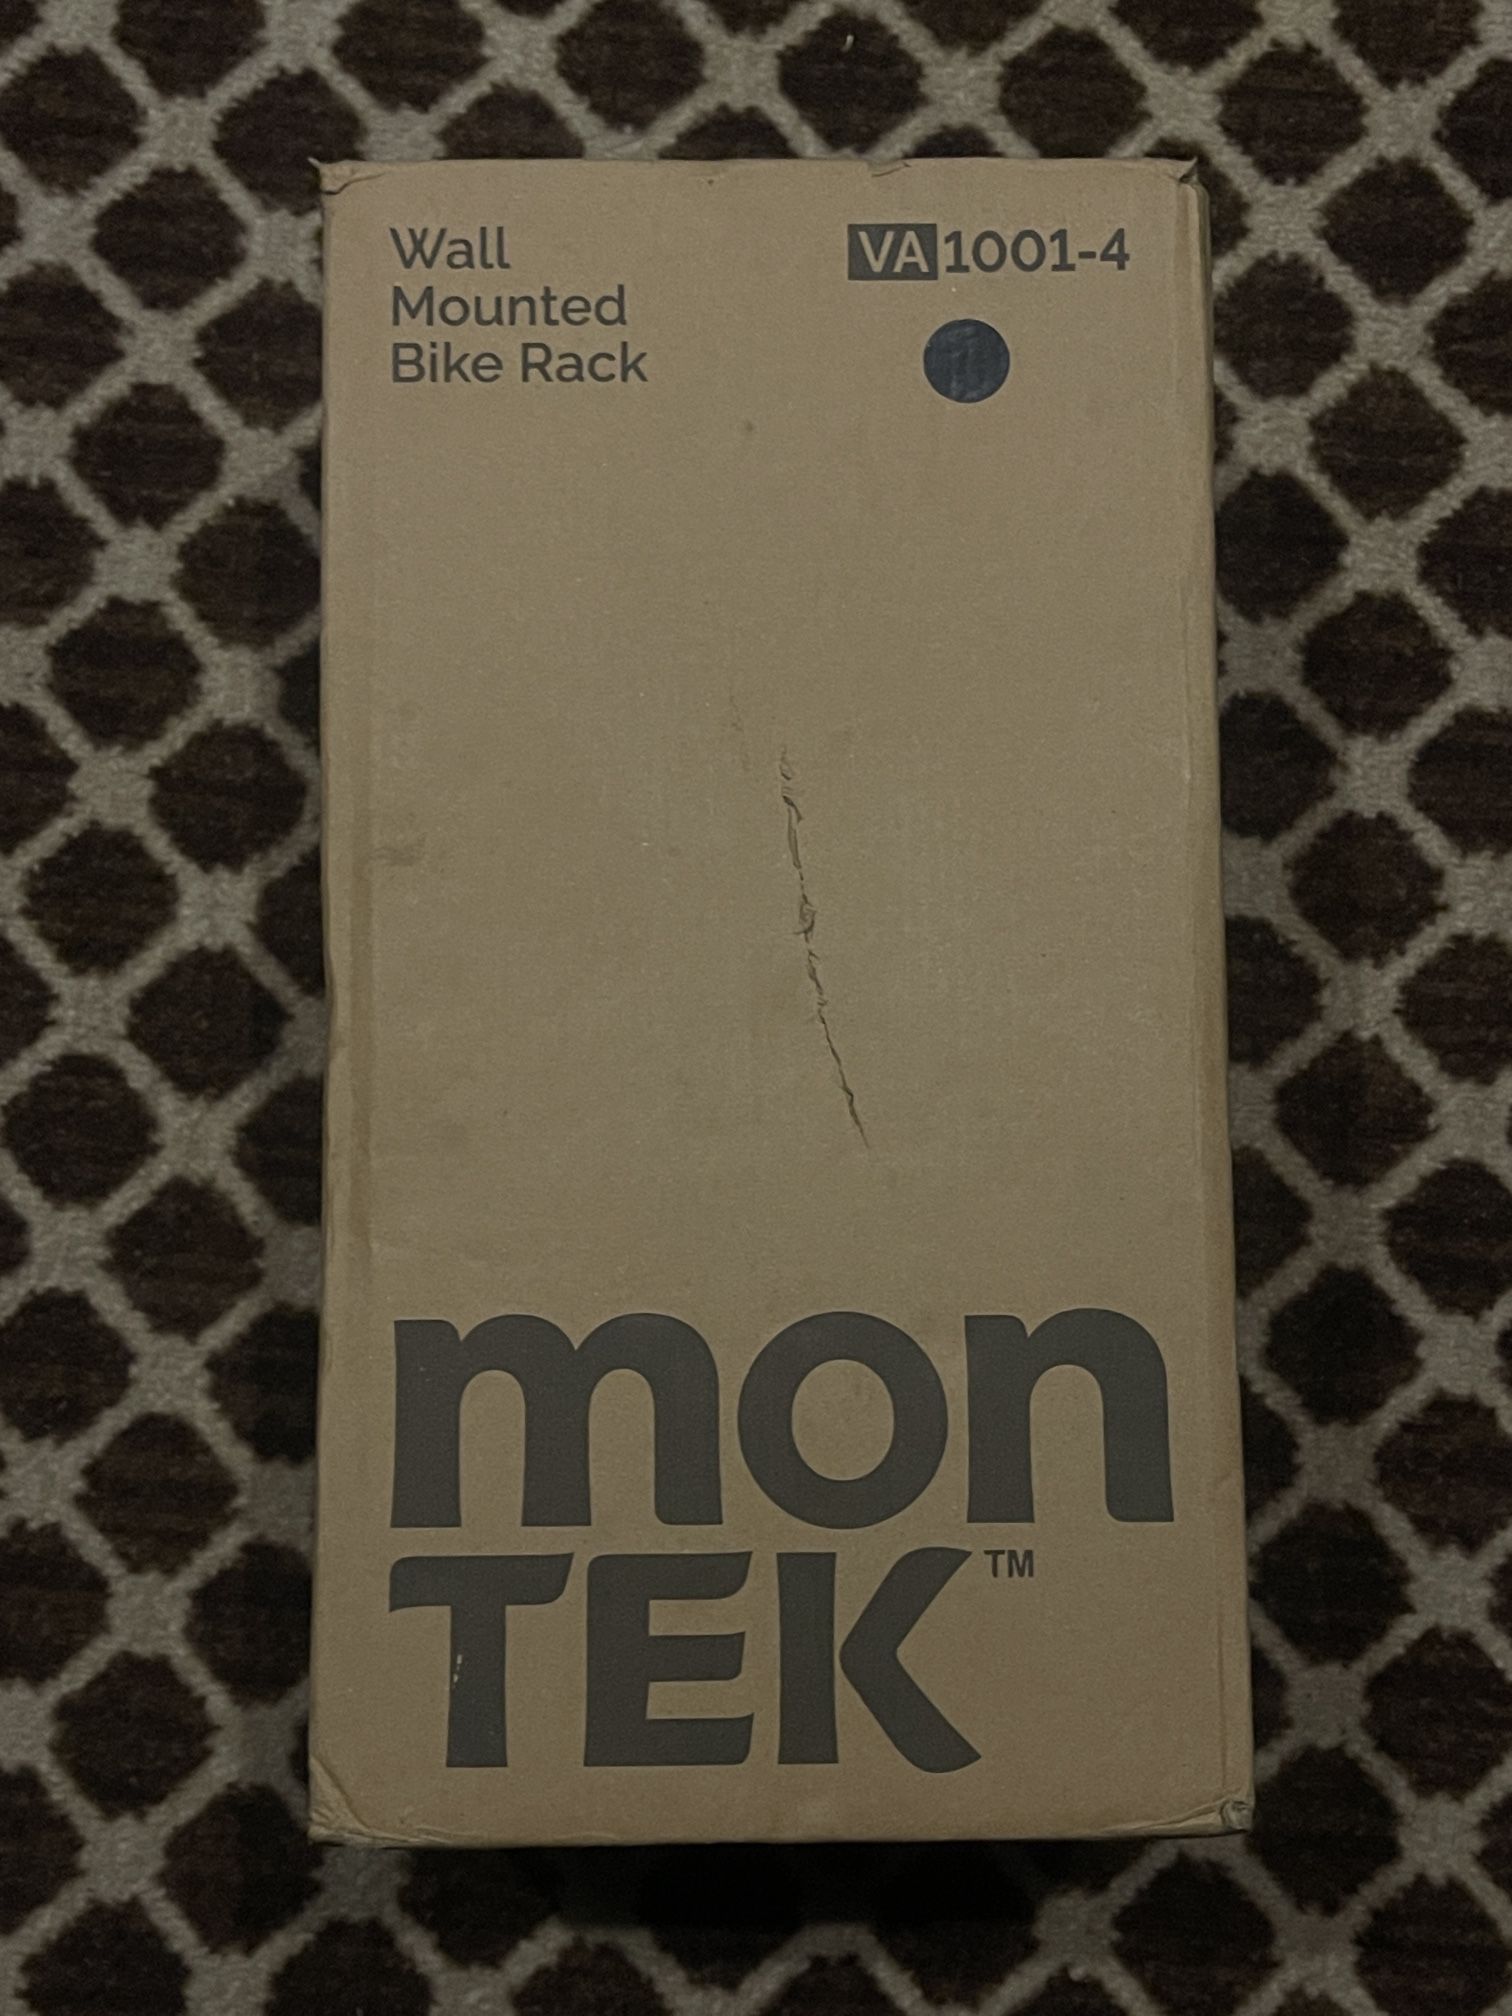 Wall
Mounted
Bike Rack
VA 1001-4
mon
TEK™